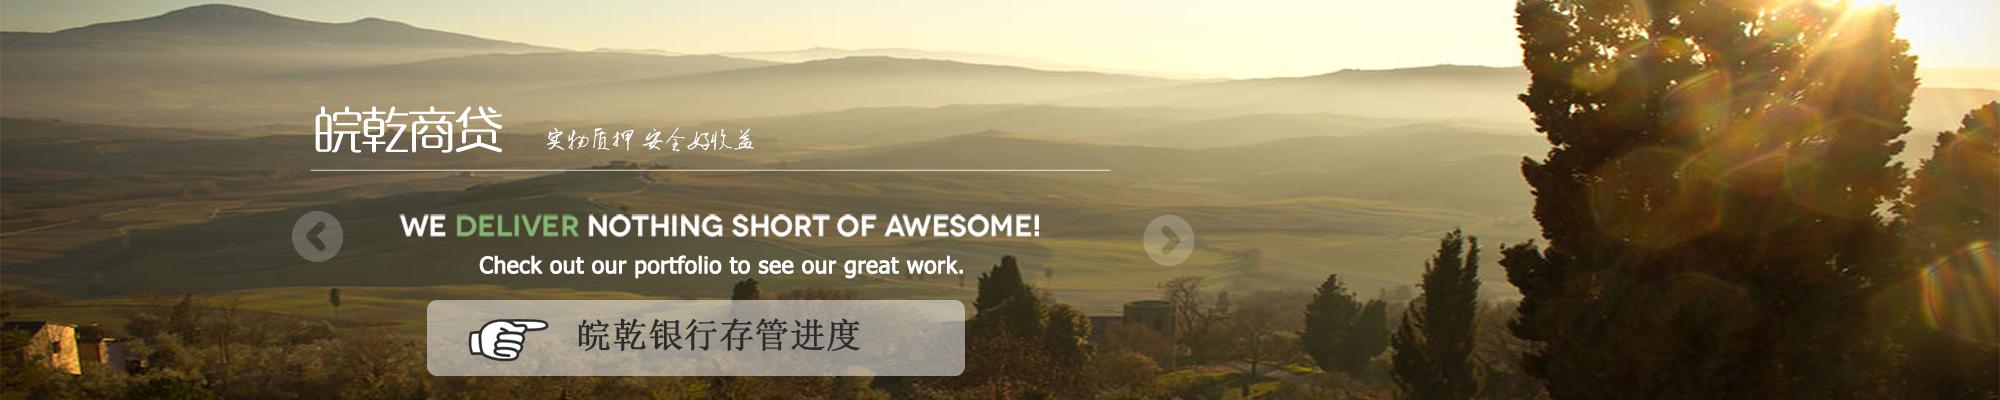 皖乾商贷 实物质押 安全好收益
WE DELIVER NOTHING SHORT OF AWESOME!
Check out our portfolio to see our great work.
皖乾银行存管进度